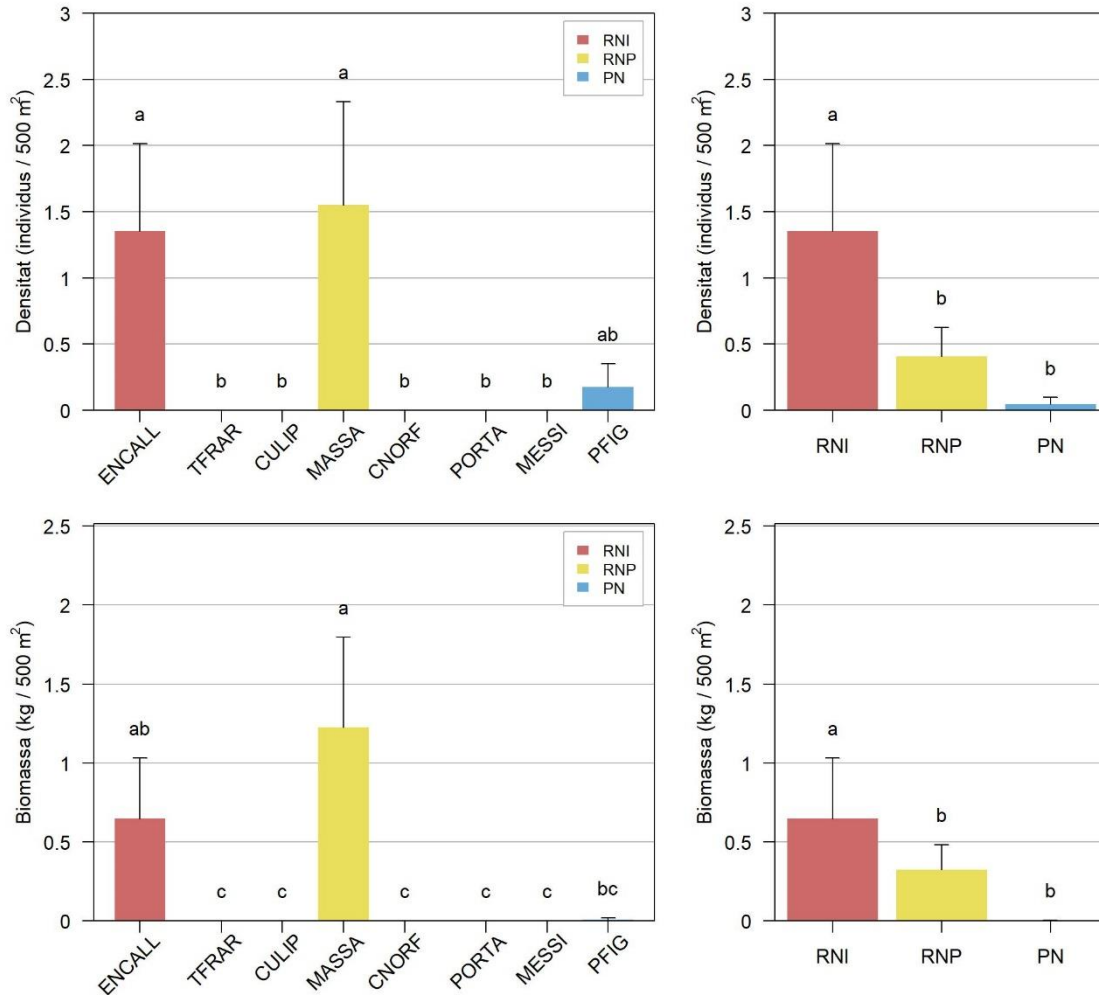 Densitat (individus / 500 m²)
3
2.5
2
1.5
1
0.5
0
RNI
RNP
PN
a
b
b
a
b
b
b
ab
ENCALL
TFRAR
CULIP
MASSA
CNORF
PORTA
MESSI
PFIG
Densitat (individus / 500 m²)
3
2.5
2
1.5
1
0.5
0
a
b
b
RNI
RNP
PN
Biomassa (kg / 500 m²)
2.5
2
1.5
1
0.5
0
RNI
RNP
PN
ab
c
c
a
c
c
c
bc
ENCALL
TFRAR
CULIP
MASSA
CNORF
PORTA
MESSI
PFIG
Biomassa (kg / 500 m²)
2.5
2
1.5
1
0.5
0
a
b
b
RNI
RNP
PN